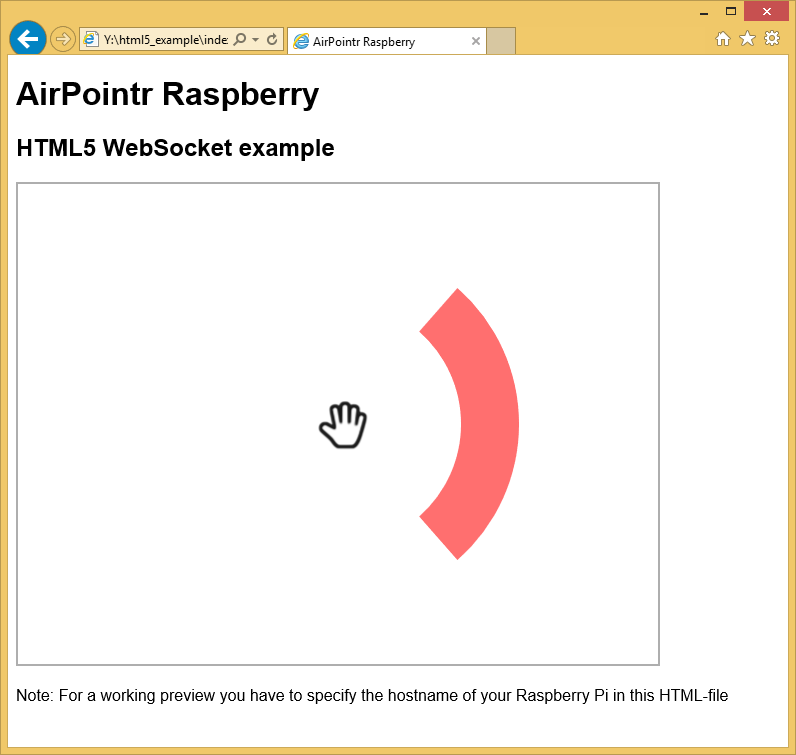 Y:\html5_example\inde
AirPointr Raspberry
AirPointr Raspberry
HTML5 WebSocket example
Note: For a working preview you have to specify the hostname of your Raspberry Pi in this HTML-file